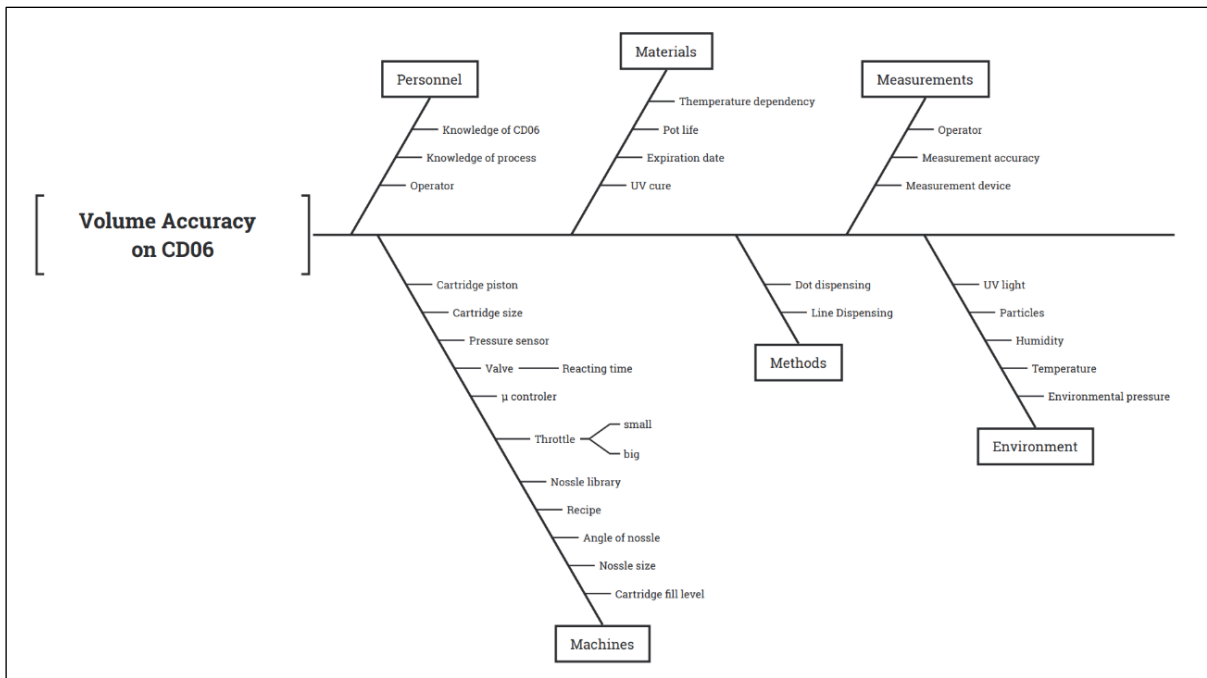 Volume Accuracy
on CD06
Personnel
Knowledge of CD06
Knowledge of process
Operator
Materials
Themperature dependency
Pot life
Expiration date
UV cure
Measurements
Operator
Measurement accuracy
Measurement device
Cartridge piston
Cartridge size
Pressure sensor
Valve
Reacting time
µ controler
Throttle
small
big
Nossle library
Recipe
Angle of nossle
Nossle size
Cartridge fill level
Machines
Dot dispensing
Line Dispensing
Methods
UV light
Particles
Humidity
Temperature
Environmental pressure
Environment